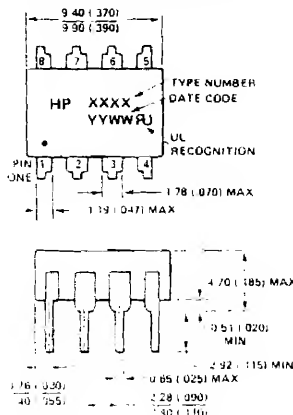 9.40 (.370)
9.90 (.390)
8 7 6 5
HP XXXX
YYWW
TYPE NUMBER
DATE CODE
UL
RECOGNITION
PIN
ONE
1 2 3 4
1.78 (.070) MAX
1.19 (.047) MAX
4.70 (.185) MAX
0.51 (.020)
MIN
2.92 (.115) MIN
0.65 (.025) MAX
2.28 (.090)